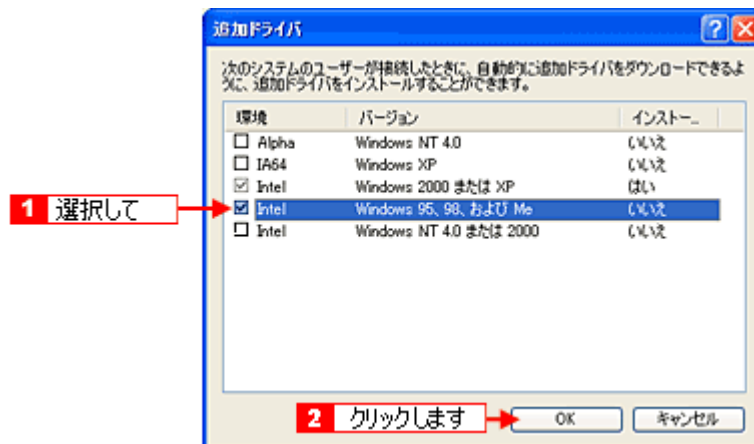 追加ドライバ
次のシステムのユーザーが接続したときに、自動的に追加ドライバをダウンロードできるよ
うに、追加ドライバをインストールすることができます。
環境 バージョン インストー...
Alpha Windows NT 4.0 いいえ
IA64 Windows XP いいえ
Intel Windows 2000 または XP はい
1 選択して
Intel Windows 95、98、および Me いいえ
Intel Windows NT 4.0 または 2000 いいえ
2 クリックします
OK キャンセル